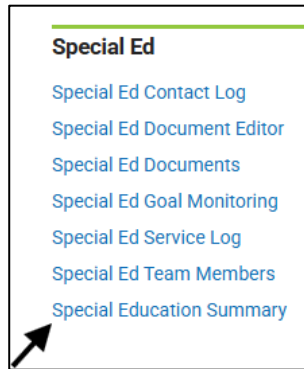 Special Ed
Special Ed Contact Log
Special Ed Document Editor
Special Ed Documents
Special Ed Goal Monitoring
Special Ed Service Log
Special Ed Team Members
Special Education Summary